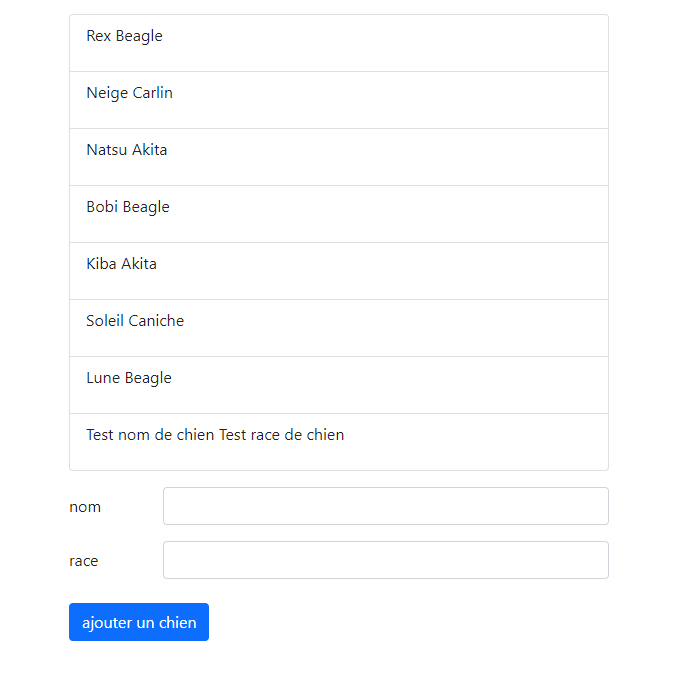 Rex Beagle
Neige Carlin
Natsu Akita
Bobi Beagle
Kiba Akita
Soleil Caniche
Lune Beagle
Test nom de chien Test race de chien
nom
race
ajouter un chien